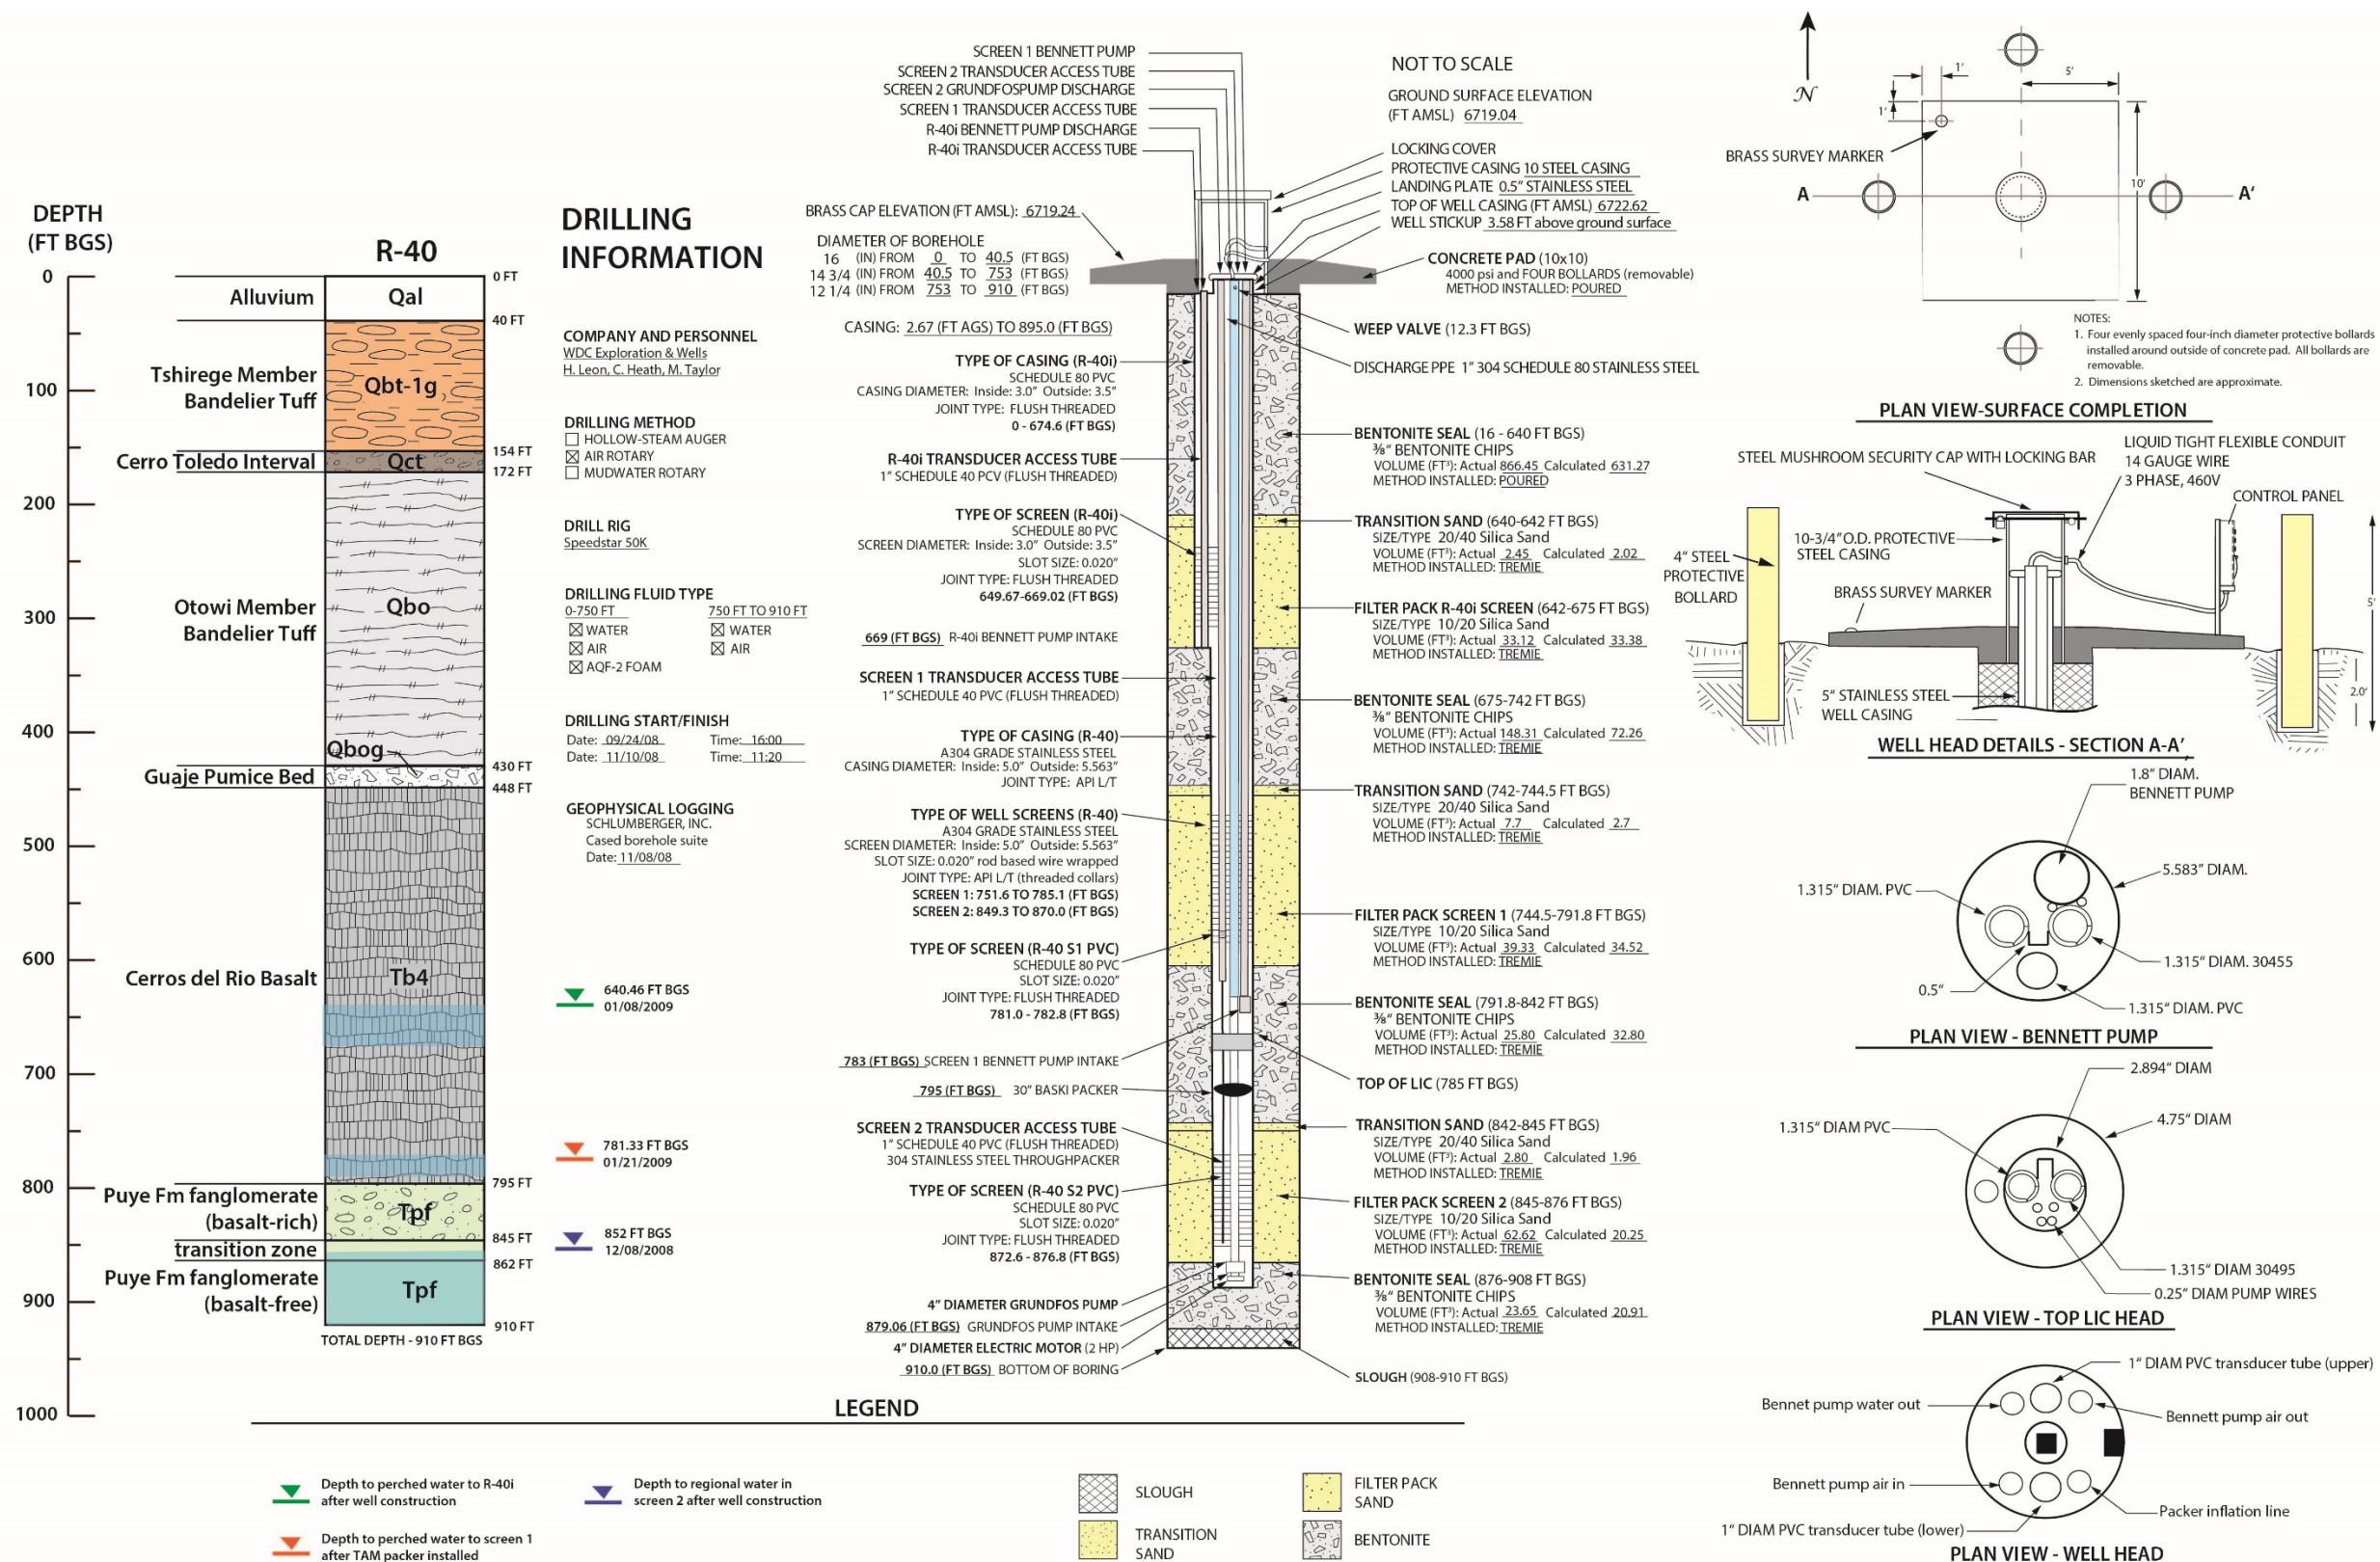 DEPTH
(FT BGS)
0
100
200
300
400
500
600
700
800
900
1000
R-40
Alluvium
Qal
0 FT
40 FT
Tshirege Member
Bandelier Tuff
Qbt-1g
154 FT
Cerro Toledo Interval
Qct
172 FT
Otowi Member
Bandelier Tuff
Qbo
Qbog
430 FT
Guaje Pumice Bed
448 FT
Cerros del Rio Basalt
Tb4
795 FT
Puye Fm fanglomerate
(basalt-rich)
Tpf
845 FT
transition zone
862 FT
Puye Fm fanglomerate
(basalt-free)
Tpf
910 FT
TOTAL DEPTH - 910 FT BGS
DRILLING
INFORMATION
COMPANY AND PERSONNEL
WDC Exploration & Wells
H. Leon, C. Heath, M. Taylor
DRILLING METHOD
HOLLOW-STEAM AUGER
AIR ROTARY
MUDWATER ROTARY
DRILL RIG
Speedstar 50K
DRILLING FLUID TYPE
0-750 FT 750 FT TO 910 FT
WATER WATER
AIR AIR
AQF-2 FOAM
DRILLING START/FINISH
Date: 09/24/08 Time: 16:00
Date: 11/10/08 Time: 11:20
GEOPHYSICAL LOGGING
SCHLUMBERGER, INC.
Cased borehole suite
Date: 11/08/08
640.46 FT BGS
01/08/2009
781.33 FT BGS
01/21/2009
852 FT BGS
12/08/2008
SCREEN 1 BENNETT PUMP
SCREEN 2 TRANSDUCER ACCESS TUBE
SCREEN 2 GRUNDFOSPUMP DISCHARGE
SCREEN 1 TRANSDUCER ACCESS TUBE
R-40i BENNETT PUMP DISCHARGE
R-40i TRANSDUCER ACCESS TUBE
BRASS CAP ELEVATION (FT AMSL): 6719.24
DIAMETER OF BOREHOLE
16 (IN) FROM 0 TO 40.5 (FT BGS)
14 3/4 (IN) FROM 40.5 TO 753 (FT BGS)
12 1/4 (IN) FROM 753 TO 910 (FT BGS)
CASING: 2.67 (FT AGS) TO 895.0 (FT BGS)
TYPE OF CASING (R-40i)
SCHEDULE 80 PVC
CASING DIAMETER: Inside: 3.0" Outside: 3.5"
JOINT TYPE: FLUSH THREADED
0 - 674.6 (FT BGS)
R-40i TRANSDUCER ACCESS TUBE
1" SCHEDULE 40 PCV (FLUSH THREADED)
TYPE OF SCREEN (R-40i)
SCHEDULE 80 PVC
SCREEN DIAMETER: Inside: 3.0" Outside: 3.5"
SLOT SIZE: 0.020"
JOINT TYPE: FLUSH THREADED
649.67-669.02 (FT BGS)
669 (FT BGS) R-40i BENNETT PUMP INTAKE
SCREEN 1 TRANSDUCER ACCESS TUBE
1" SCHEDULE 40 PVC (FLUSH THREADED)
TYPE OF CASING (R-40)
A304 GRADE STAINLESS STEEL
CASING DIAMETER: Inside: 5.0" Outside: 5.563"
JOINT TYPE: API L/T
TYPE OF WELL SCREENS (R-40)
A304 GRADE STAINLESS STEEL
SCREEN DIAMETER: Inside: 5.0" Outside: 5.563"
SLOT SIZE: 0.020" rod based wire wrapped
JOINT TYPE: API L/T (threaded collars)
SCREEN 1: 751.6 TO 785.1 (FT BGS)
SCREEN 2: 849.3 TO 870.0 (FT BGS)
TYPE OF SCREEN (R-40 S1 PVC)
SCHEDULE 80 PVC
SLOT SIZE: 0.020"
JOINT TYPE: FLUSH THREADED
781.0 - 782.8 (FT BGS)
783 (FT BGS) SCREEN 1 BENNETT PUMP INTAKE
795 (FT BGS) 30" BASKI PACKER
SCREEN 2 TRANSDUCER ACCESS TUBE
1" SCHEDULE 40 PVC (FLUSH THREADED)
304 STAINLESS STEEL THROUGHPACKER
TYPE OF SCREEN (R-40 S2 PVC)
SCHEDULE 80 PVC
SLOT SIZE: 0.020"
JOINT TYPE: FLUSH THREADED
872.6 - 876.8 (FT BGS)
4" DIAMETER GRUNDFOS PUMP
879.06 (FT BGS) GRUNDFOS PUMP INTAKE
4" DIAMETER ELECTRIC MOTOR (2 HP)
910.0 (FT BGS) BOTTOM OF BORING
NOT TO SCALE
GROUND SURFACE ELEVATION
(FT AMSL) 6719.04
LOCKING COVER
PROTECTIVE CASING 10 STEEL CASING
LANDING PLATE 0.5" STAINLESS STEEL
TOP OF WELL CASING (FT AMSL) 6722.62
WELL STICKUP 3.58 FT above ground surface
CONCRETE PAD (10x10)
4000 psi and FOUR BOLLARDS (removable)
METHOD INSTALLED: POURED
WEEP VALVE (12.3 FT BGS)
DISCHARGE PPE 1" 304 SCHEDULE 80 STAINLESS STEEL
BENTONITE SEAL (16 - 640 FT BGS)
⅜" BENTONITE CHIPS
VOLUME (FT³): Actual 866.45 Calculated 631.27
METHOD INSTALLED: POURED
TRANSITION SAND (640-642 FT BGS)
SIZE/TYPE 20/40 Silica Sand
VOLUME (FT³): Actual 2.45 Calculated 2.02
METHOD INSTALLED: TREMIE
FILTER PACK R-40i SCREEN (642-675 FT BGS)
SIZE/TYPE 10/20 Silica Sand
VOLUME (FT³): Actual 33.12 Calculated 33.38
METHOD INSTALLED: TREMIE
BENTONITE SEAL (675-742 FT BGS)
⅜" BENTONITE CHIPS
VOLUME (FT³): Actual 148.31 Calculated 72.26
METHOD INSTALLED: TREMIE
TRANSITION SAND (742-744.5 FT BGS)
SIZE/TYPE 20/40 Silica Sand
VOLUME (FT³): Actual 7.7 Calculated 2.7
METHOD INSTALLED: TREMIE
FILTER PACK SCREEN 1 (744.5-791.8 FT BGS)
SIZE/TYPE 10/20 Silica Sand
VOLUME (FT³): Actual 39.33 Calculated 34.52
METHOD INSTALLED: TREMIE
BENTONITE SEAL (791.8-842 FT BGS)
⅜" BENTONITE CHIPS
VOLUME (FT³): Actual 25.80 Calculated 32.80
METHOD INSTALLED: TREMIE
TOP OF LIC (785 FT BGS)
TRANSITION SAND (842-845 FT BGS)
SIZE/TYPE 20/40 Silica Sand
VOLUME (FT³): Actual 2.80 Calculated 1.96
METHOD INSTALLED: TREMIE
FILTER PACK SCREEN 2 (845-876 FT BGS)
SIZE/TYPE 10/20 Silica Sand
VOLUME (FT³): Actual 62.62 Calculated 20.25
METHOD INSTALLED: TREMIE
BENTONITE SEAL (876-908 FT BGS)
⅜" BENTONITE CHIPS
VOLUME (FT³): Actual 23.65 Calculated 20.91
METHOD INSTALLED: TREMIE
SLOUGH (908-910 FT BGS)
N
1'
5'
1'
BRASS SURVEY MARKER
A
A'
10'
NOTES:
1. Four evenly spaced four-inch diameter protective bollards
installed around outside of concrete pad. All bollards are
removable.
2. Dimensions sketched are approximate.
PLAN VIEW-SURFACE COMPLETION
LIQUID TIGHT FLEXIBLE CONDUIT
14 GAUGE WIRE
3 PHASE, 460V
STEEL MUSHROOM SECURITY CAP WITH LOCKING BAR
CONTROL PANEL
10-3/4" O.D. PROTECTIVE
STEEL CASING
4" STEEL
PROTECTIVE
BOLLARD
BRASS SURVEY MARKER
5'
2.0'
5" STAINLESS STEEL
WELL CASING
WELL HEAD DETAILS - SECTION A-A'
1.8" DIAM.
BENNETT PUMP
5.583" DIAM.
1.315" DIAM. PVC
1.315" DIAM. 30455
0.5"
1.315" DIAM. PVC
PLAN VIEW - BENNETT PUMP
2.894" DIAM
4.75" DIAM
1.315" DIAM PVC
1.315" DIAM 30495
0.25" DIAM PUMP WIRES
PLAN VIEW - TOP LIC HEAD
1" DIAM PVC transducer tube (upper)
Bennet pump water out
Bennett pump air out
Bennett pump air in
Packer inflation line
1" DIAM PVC transducer tube (lower)
PLAN VIEW - WELL HEAD
LEGEND
Depth to perched water to R-40i
after well construction
Depth to perched water to screen 1
after TAM packer installed
Depth to regional water in
screen 2 after well construction
SLOUGH
TRANSITION
SAND
FILTER PACK
SAND
BENTONITE